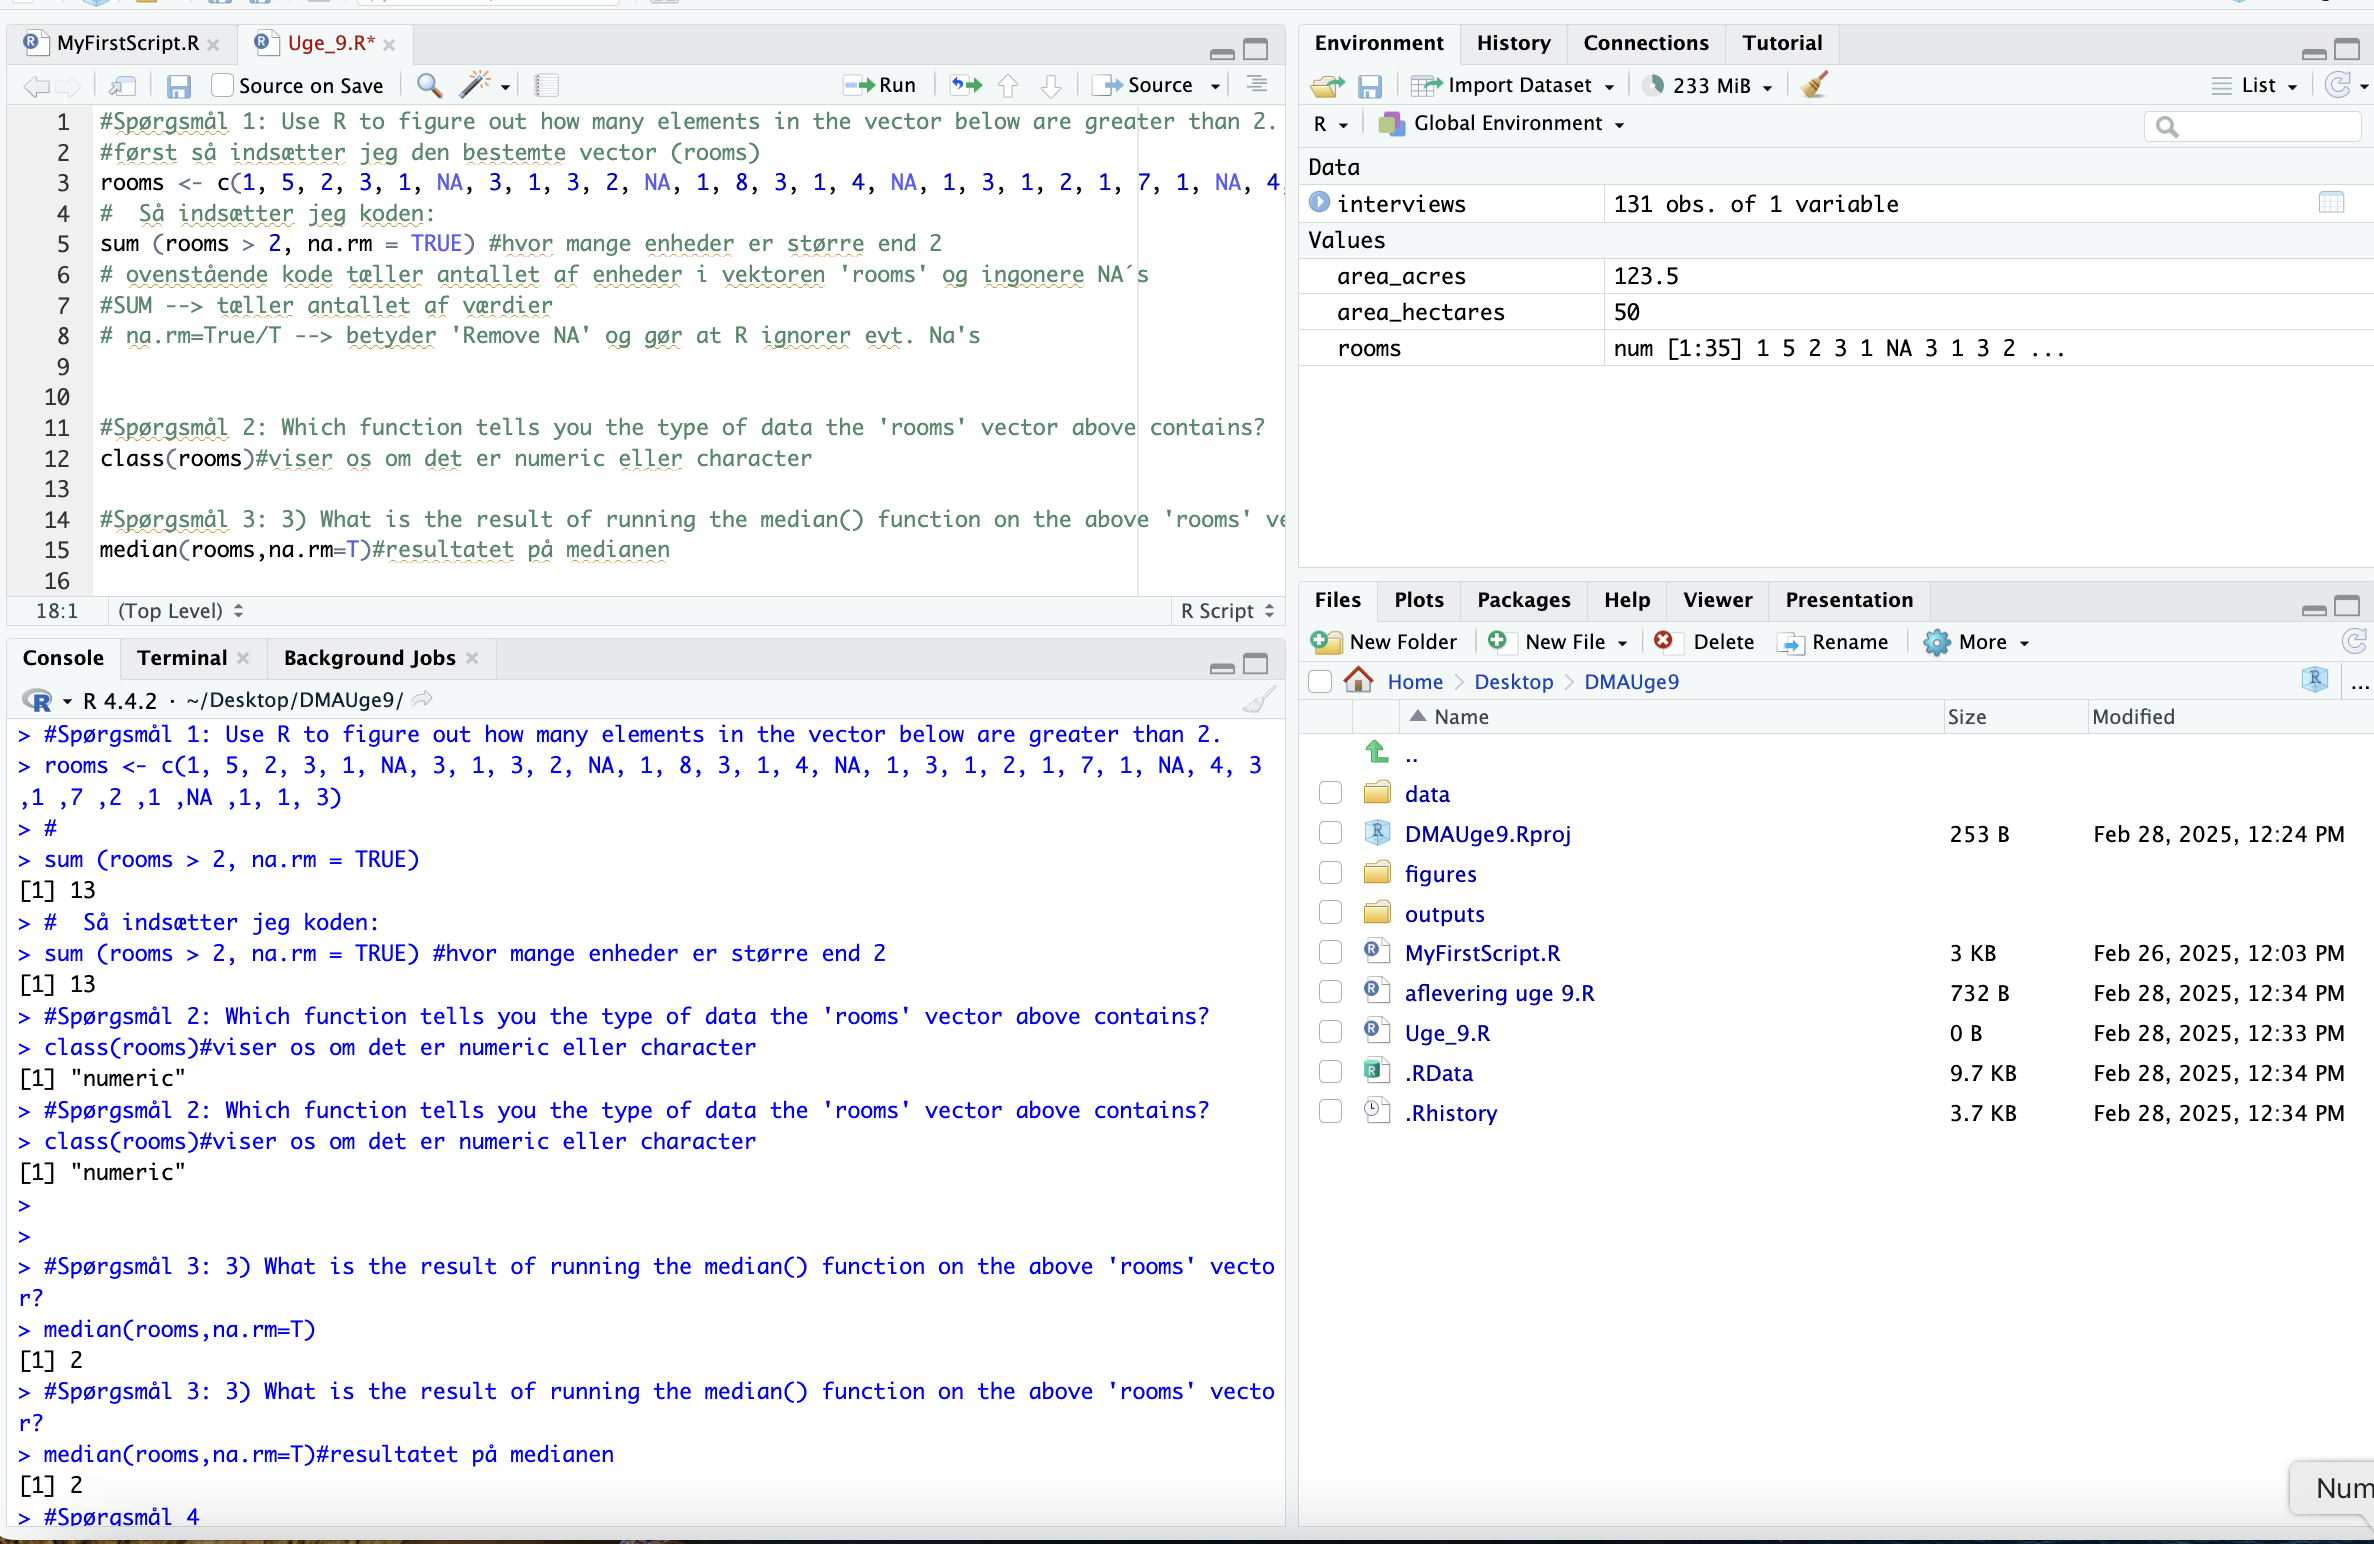 MyFirstScript.R
Uge_9.R*
Source on Save
Run
Source
1 #Spørgsmål 1: Use R to figure out how many elements in the vector below are greater than 2.
2 #først så indsætter jeg den bestemte vector (rooms)
3 rooms <- c(1, 5, 2, 3, 1, NA, 3, 1, 3, 2, NA, 1, 8, 3, 1, 4, NA, 1, 3, 1, 2, 1, 7, 1, NA, 4,
4 #  Så indsætter jeg koden:
5 sum (rooms > 2, na.rm = TRUE) #hvor mange enheder er større end 2
6 # ovenstående kode tæller antallet af enheder i vektoren 'rooms' og ingonere NA´s
7 #SUM --> tæller antallet af værdier
8 # na.rm=True/T --> betyder 'Remove NA' og gør at R ignorer evt. Na's
9
10
11 #Spørgsmål 2: Which function tells you the type of data the 'rooms' vector above contains?
12 class(rooms)#viser os om det er numeric eller character
13
14 #Spørgsmål 3: 3) What is the result of running the median() function on the above 'rooms' ve
15 median(rooms,na.rm=T)#resultatet på medianen
16
18:1 (Top Level) R Script
Console Terminal Background Jobs
R 4.4.2 · ~/Desktop/DMAUge9/
> #Spørgsmål 1: Use R to figure out how many elements in the vector below are greater than 2.
> rooms <- c(1, 5, 2, 3, 1, NA, 3, 1, 3, 2, NA, 1, 8, 3, 1, 4, NA, 1, 3, 1, 2, 1, 7, 1, NA, 4, 3
,1 ,7 ,2 ,1 ,NA ,1, 1, 3)
> #
> sum (rooms > 2, na.rm = TRUE)
[1] 13
> #  Så indsætter jeg koden:
> sum (rooms > 2, na.rm = TRUE) #hvor mange enheder er større end 2
[1] 13
> #Spørgsmål 2: Which function tells you the type of data the 'rooms' vector above contains?
> class(rooms)#viser os om det er numeric eller character
[1] "numeric"
> #Spørgsmål 2: Which function tells you the type of data the 'rooms' vector above contains?
> class(rooms)#viser os om det er numeric eller character
[1] "numeric"
>
>
> #Spørgsmål 3: 3) What is the result of running the median() function on the above 'rooms' vecto
r?
> median(rooms,na.rm=T)
[1] 2
> #Spørgsmål 3: 3) What is the result of running the median() function on the above 'rooms' vecto
r?
> median(rooms,na.rm=T)#resultatet på medianen
[1] 2
> #Spørgsmål 4
Environment History Connections Tutorial
Import Dataset 233 MiB List
R Global Environment
Data
interviews 131 obs. of 1 variable
Values
area_acres 123.5
area_hectares 50
rooms num [1:35] 1 5 2 3 1 NA 3 1 3 2 ...
Files Plots Packages Help Viewer Presentation
New Folder New File Delete Rename More
Home Desktop DMAUge9 ...
Name Size Modified
..
data
DMAUge9.Rproj 253 B Feb 28, 2025, 12:24 PM
figures
outputs
MyFirstScript.R 3 KB Feb 26, 2025, 12:03 PM
aflevering uge 9.R 732 B Feb 28, 2025, 12:34 PM
Uge_9.R 0 B Feb 28, 2025, 12:33 PM
.RData 9.7 KB Feb 28, 2025, 12:34 PM
.Rhistory 3.7 KB Feb 28, 2025, 12:34 PM
Num